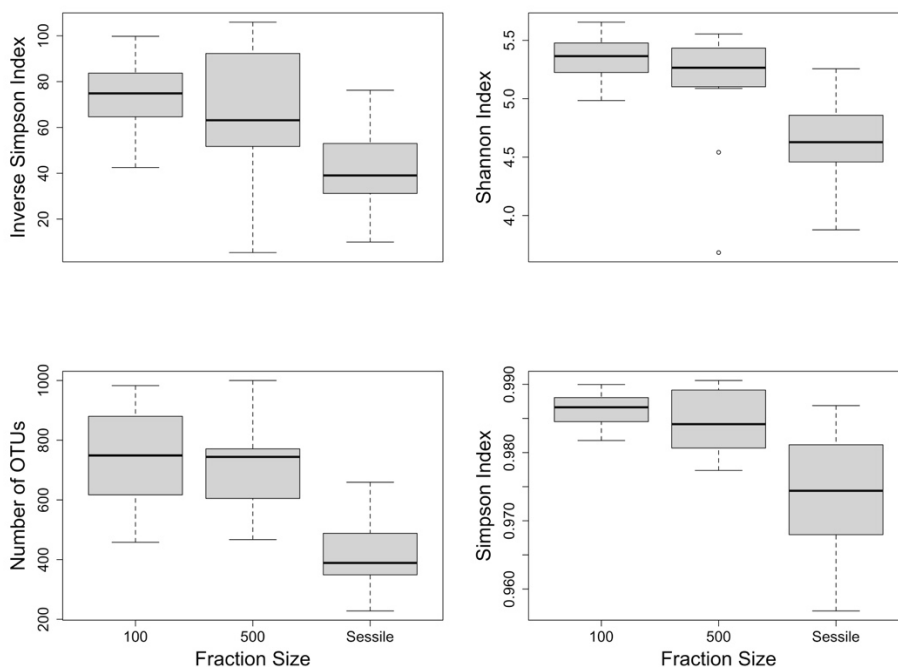 Inverse Simpson Index
100
80
60
40
20
Shannon Index
5.5
5.0
4.5
4.0
Number of OTUs
1000
800
600
400
200
100
500
Sessile
Fraction Size
Simpson Index
0.990
0.980
0.970
0.960
100
500
Sessile
Fraction Size